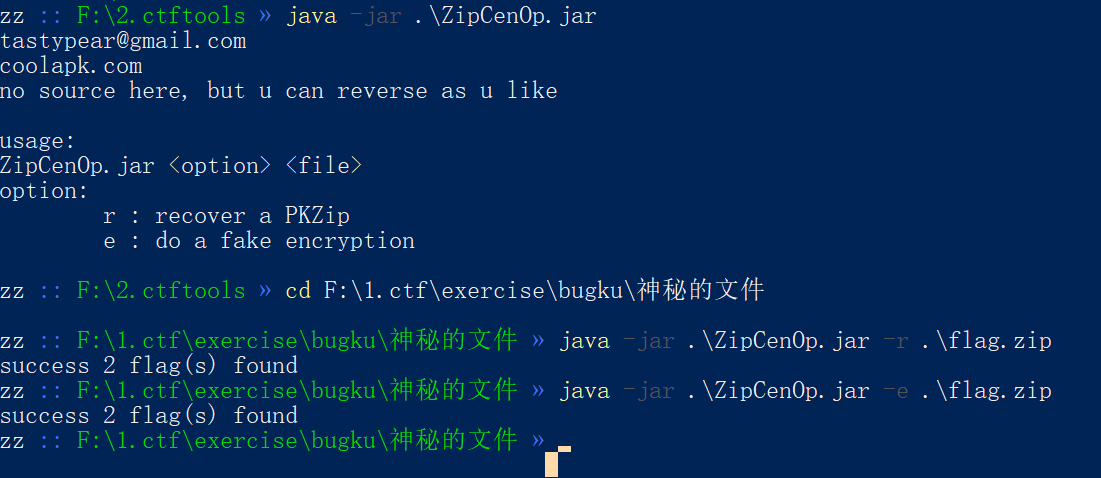 zz :: F:\2.ctftools » java -jar .\ZipCenOp.jar
tastypear@gmail.com
coolapk.com
no source here, but u can reverse as u like
usage:
ZipCenOp.jar <option> <file>
option:
r : recover a PKZip
e : do a fake encryption
zz :: F:\2.ctftools » cd F:\1.ctf\exercise\bugku\神秘的文件
zz :: F:\1.ctf\exercise\bugku\神秘的文件 » java -jar .\ZipCenOp.jar -r .\flag.zip
success 2 flag(s) found
zz :: F:\1.ctf\exercise\bugku\神秘的文件 » java -jar .\ZipCenOp.jar -e .\flag.zip
success 2 flag(s) found
zz :: F:\1.ctf\exercise\bugku\神秘的文件 »